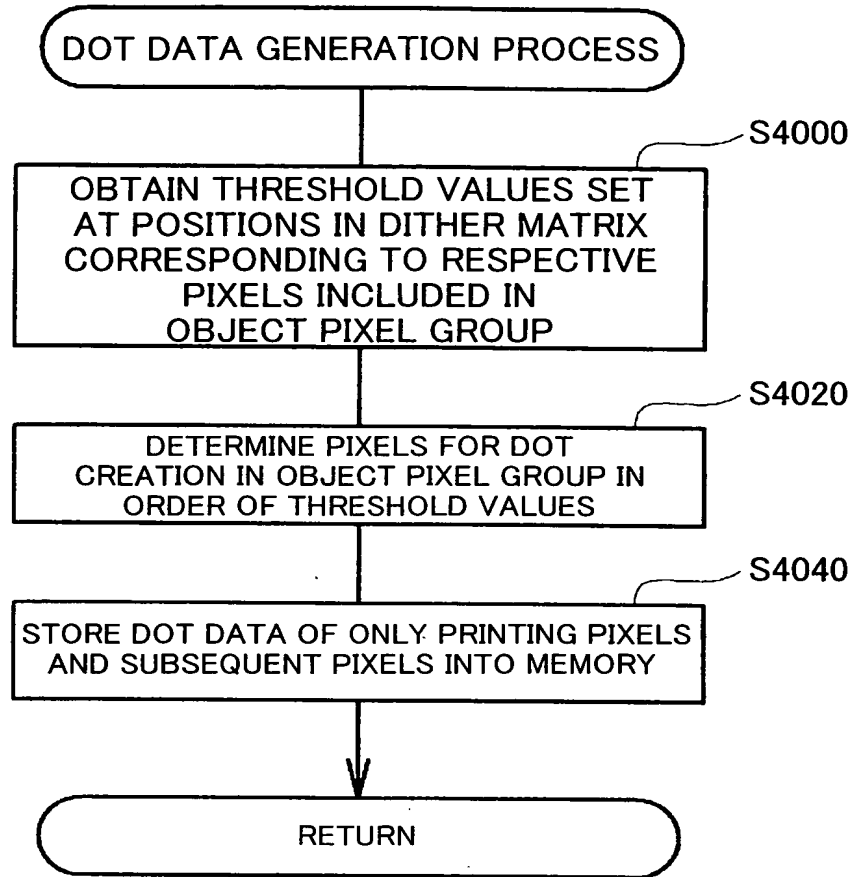 DOT DATA GENERATION PROCESS
S4000
OBTAIN THRESHOLD VALUES SET
AT POSITIONS IN DITHER MATRIX
CORRESPONDING TO RESPECTIVE
PIXELS INCLUDED IN
OBJECT PIXEL GROUP
S4020
DETERMINE PIXELS FOR DOT
CREATION IN OBJECT PIXEL GROUP IN
ORDER OF THRESHOLD VALUES
S4040
STORE DOT DATA OF ONLY PRINTING PIXELS
AND SUBSEQUENT PIXELS INTO MEMORY
RETURN